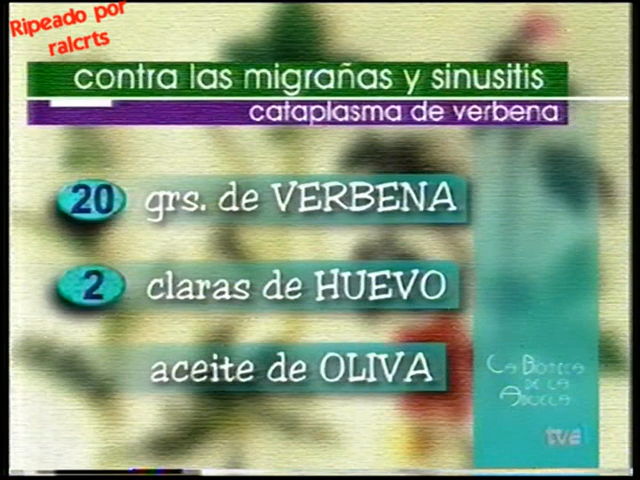 Ripeado por
ralcrts
contra las migrañas y sinusitis
cataplasma de verbena
20 grs. de VERBENA
2 claras de HUEVO
aceite de OLIVA
La Botica
DE LA
Abuela
tve